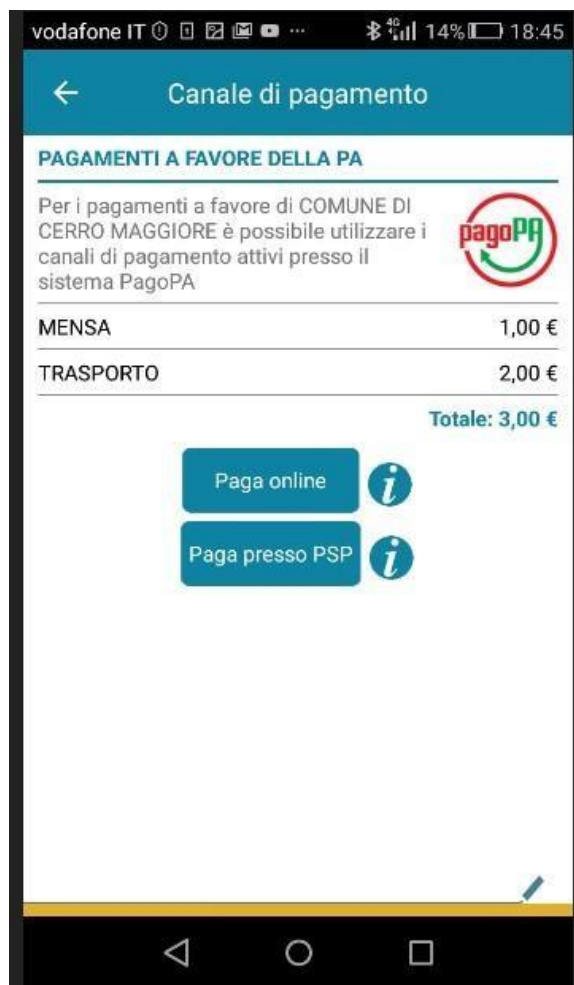 vodafone IT 4G 14% 18:45
Canale di pagamento
PAGAMENTI A FAVORE DELLA PA
Per i pagamenti a favore di COMUNE DI
CERRO MAGGIORE è possibile utilizzare i
canali di pagamento attivi presso il
sistema PagoPA
pagoPA
MENSA 1,00 €
TRASPORTO 2,00 €
Totale: 3,00 €
Paga online i
Paga presso PSP i